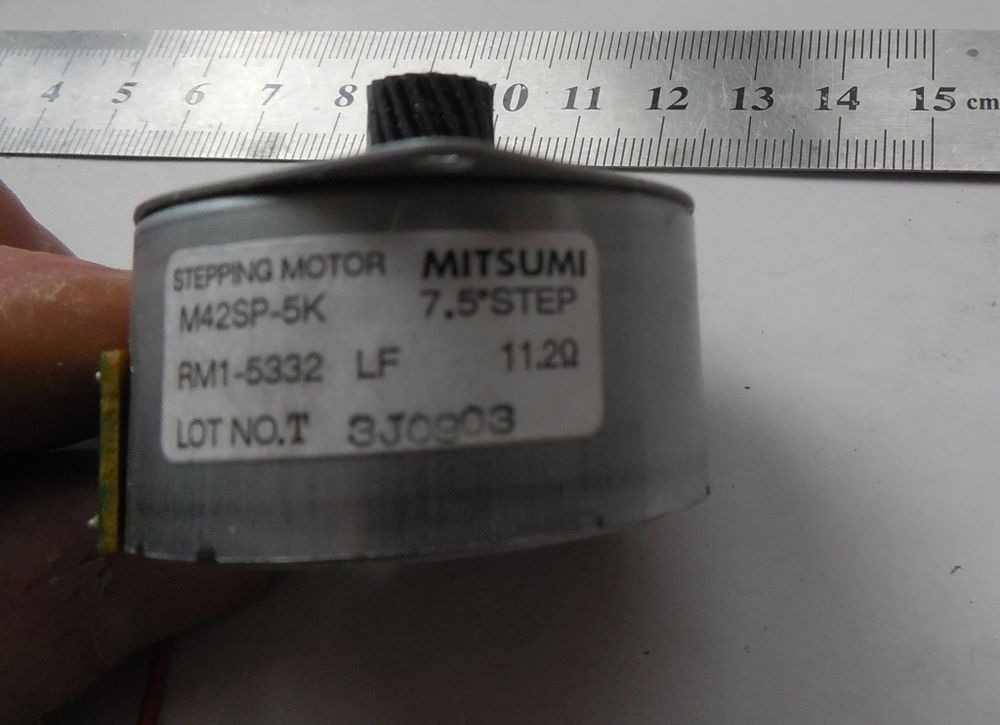 4 5 6 7 8 10 11 12 13 14 15 cm
STEPPING MOTOR MITSUMI
M42SP-5K 7.5°STEP
RM1-5332 LF 11.2Ω
LOT NO.T 3J0903